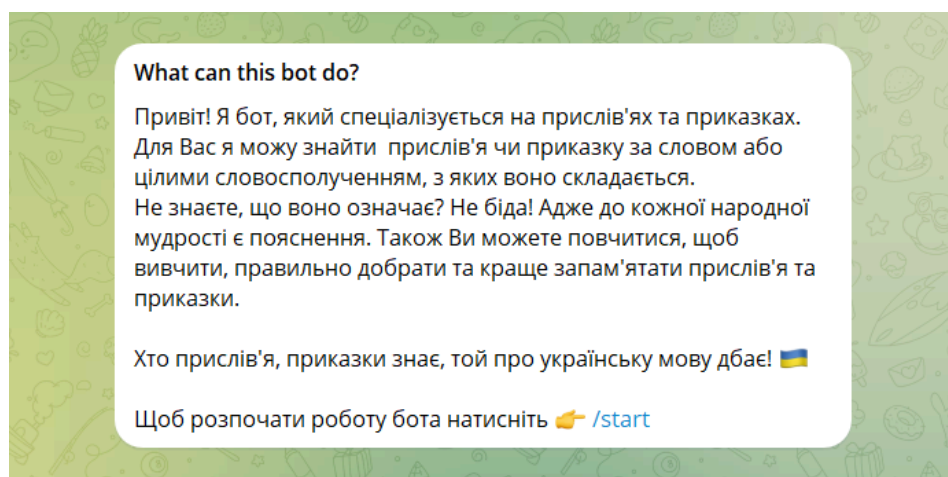 What can this bot do?
Привіт! Я бот, який спеціалізується на прислів'ях та приказках.
Для Вас я можу знайти  прислів'я чи приказку за словом або
цілими словосполученням, з яких воно складається.
Не знаєте, що воно означає? Не біда! Адже до кожної народної
мудрості є пояснення. Також Ви можете повчитися, щоб
вивчити, правильно добрати та краще запам'ятати прислів'я та
приказки.
Хто прислів'я, приказки знає, той про українську мову дбає! 🇺🇦
Щоб розпочати роботу бота натисніть 👉 /start